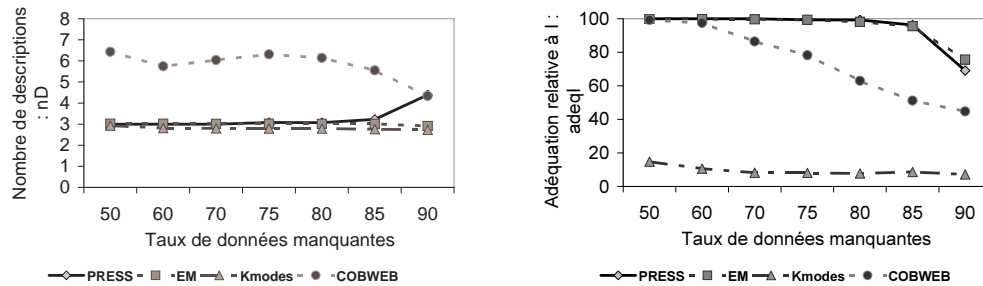 Nombre de descriptions
: nD
8
7
6
5
4
3
2
1
0
50 60 70 75 80 85 90
Taux de données manquantes
PRESS EM Kmodes COBWEB
Adéquation relative à I :
adeqI
100
80
60
40
20
0
50 60 70 75 80 85 90
Taux de données manquantes
PRESS EM Kmodes COBWEB